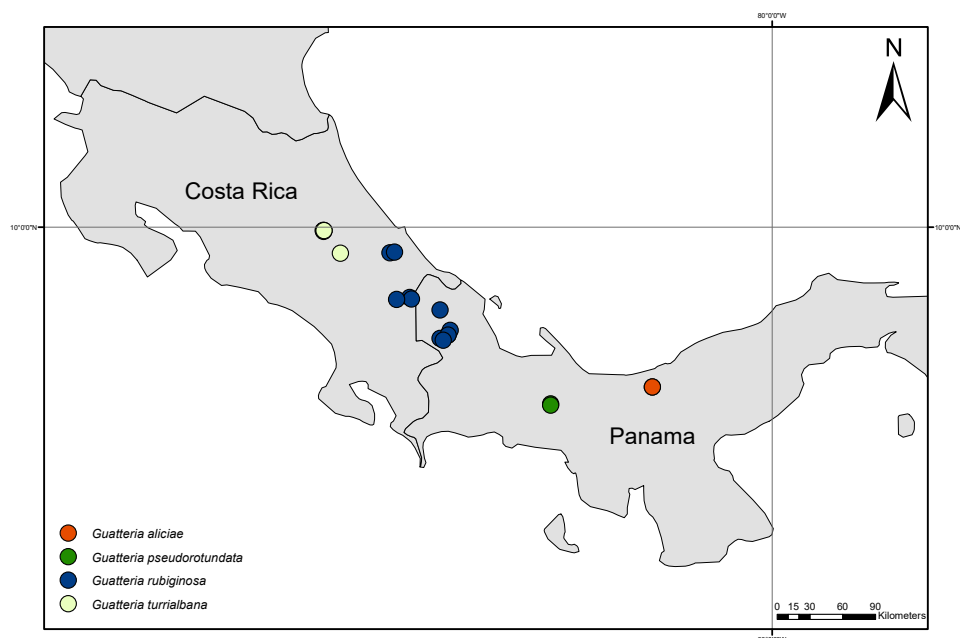 80°0'0"W
N
Costa Rica
10°0'0"N
10°0'0"N
Panama
Guatteria aliciae
Guatteria pseudorotundata
Guatteria rubiginosa
Guatteria turrialbana
0 15 30 60 90
Kilometers